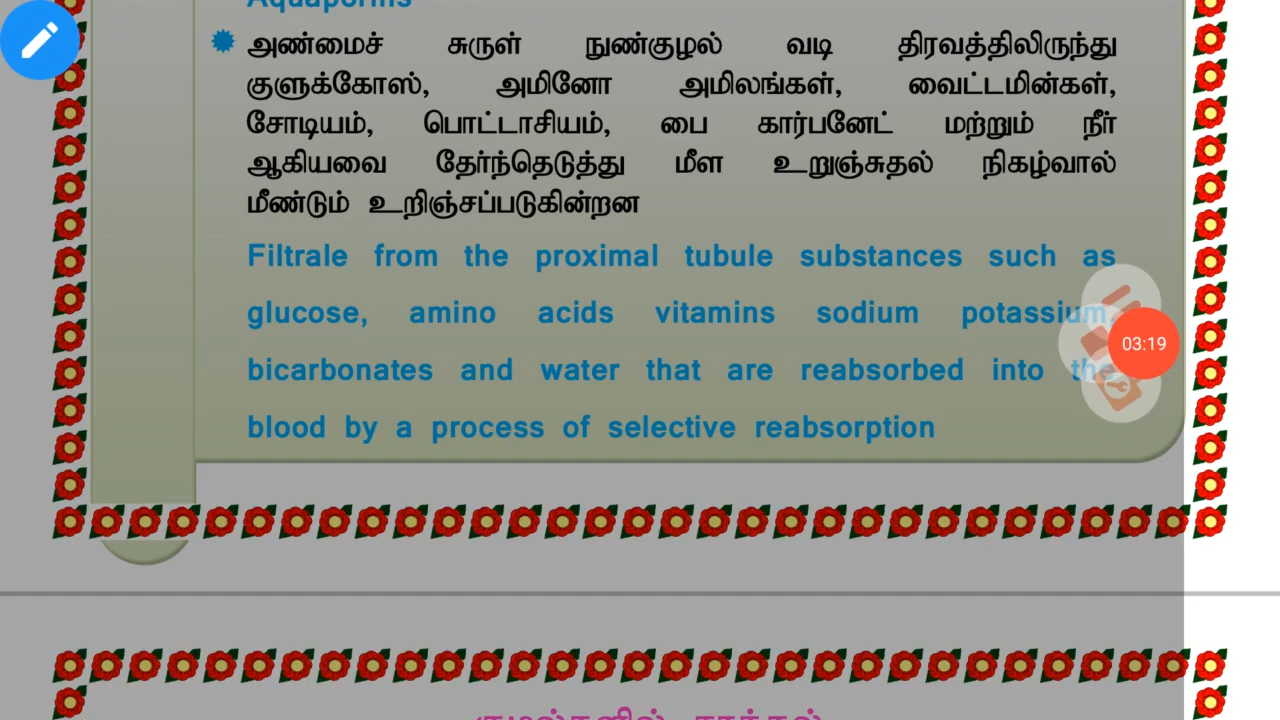 Aquaporins
அண்மைச் சுருள் நுண்குழல் வடி திரவத்திலிருந்து
குளுக்கோஸ், அமினோ அமிலங்கள், வைட்டமின்கள்,
சோடியம், பொட்டாசியம், பை கார்பனேட் மற்றும் நீர்
ஆகியவை தேர்ந்தெடுத்து மீள உறுஞ்சுதல் நிகழ்வால்
மீண்டும் உறிஞ்சப்படுகின்றன
Filtrale from the proximal tubule substances such as
glucose, amino acids vitamins sodium potassium,
03:19
bicarbonates and water that are reabsorbed into the
blood by a process of selective reabsorption